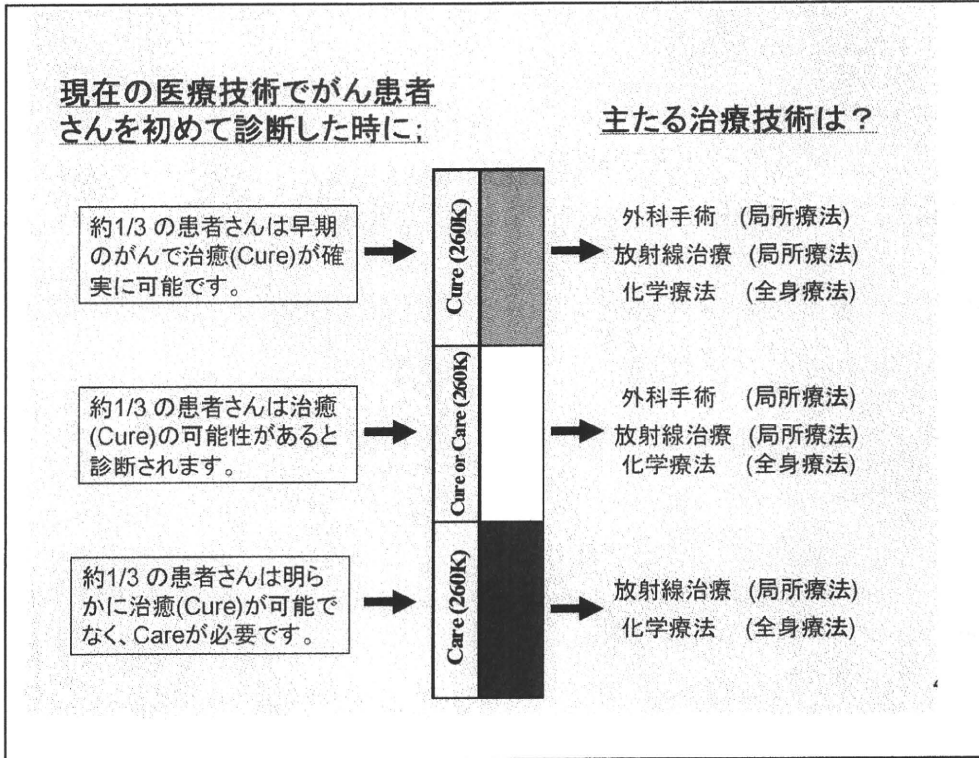 現在の医療技術でがん患者
さんを初めて診断した時に;
主たる治療技術は？
約1/3 の患者さんは早期
のがんで治癒(Cure)が確
実に可能です。
Cure (260K)
外科手術 (局所療法)
放射線治療 (局所療法)
化学療法 (全身療法)
約1/3 の患者さんは治癒
(Cure)の可能性があると
診断されます。
Cure or Care (260K)
外科手術 (局所療法)
放射線治療 (局所療法)
化学療法 (全身療法)
約1/3 の患者さんは明ら
かに治癒(Cure)が可能で
なく、Careが必要です。
Care (260K)
放射線治療 (局所療法)
化学療法 (全身療法)